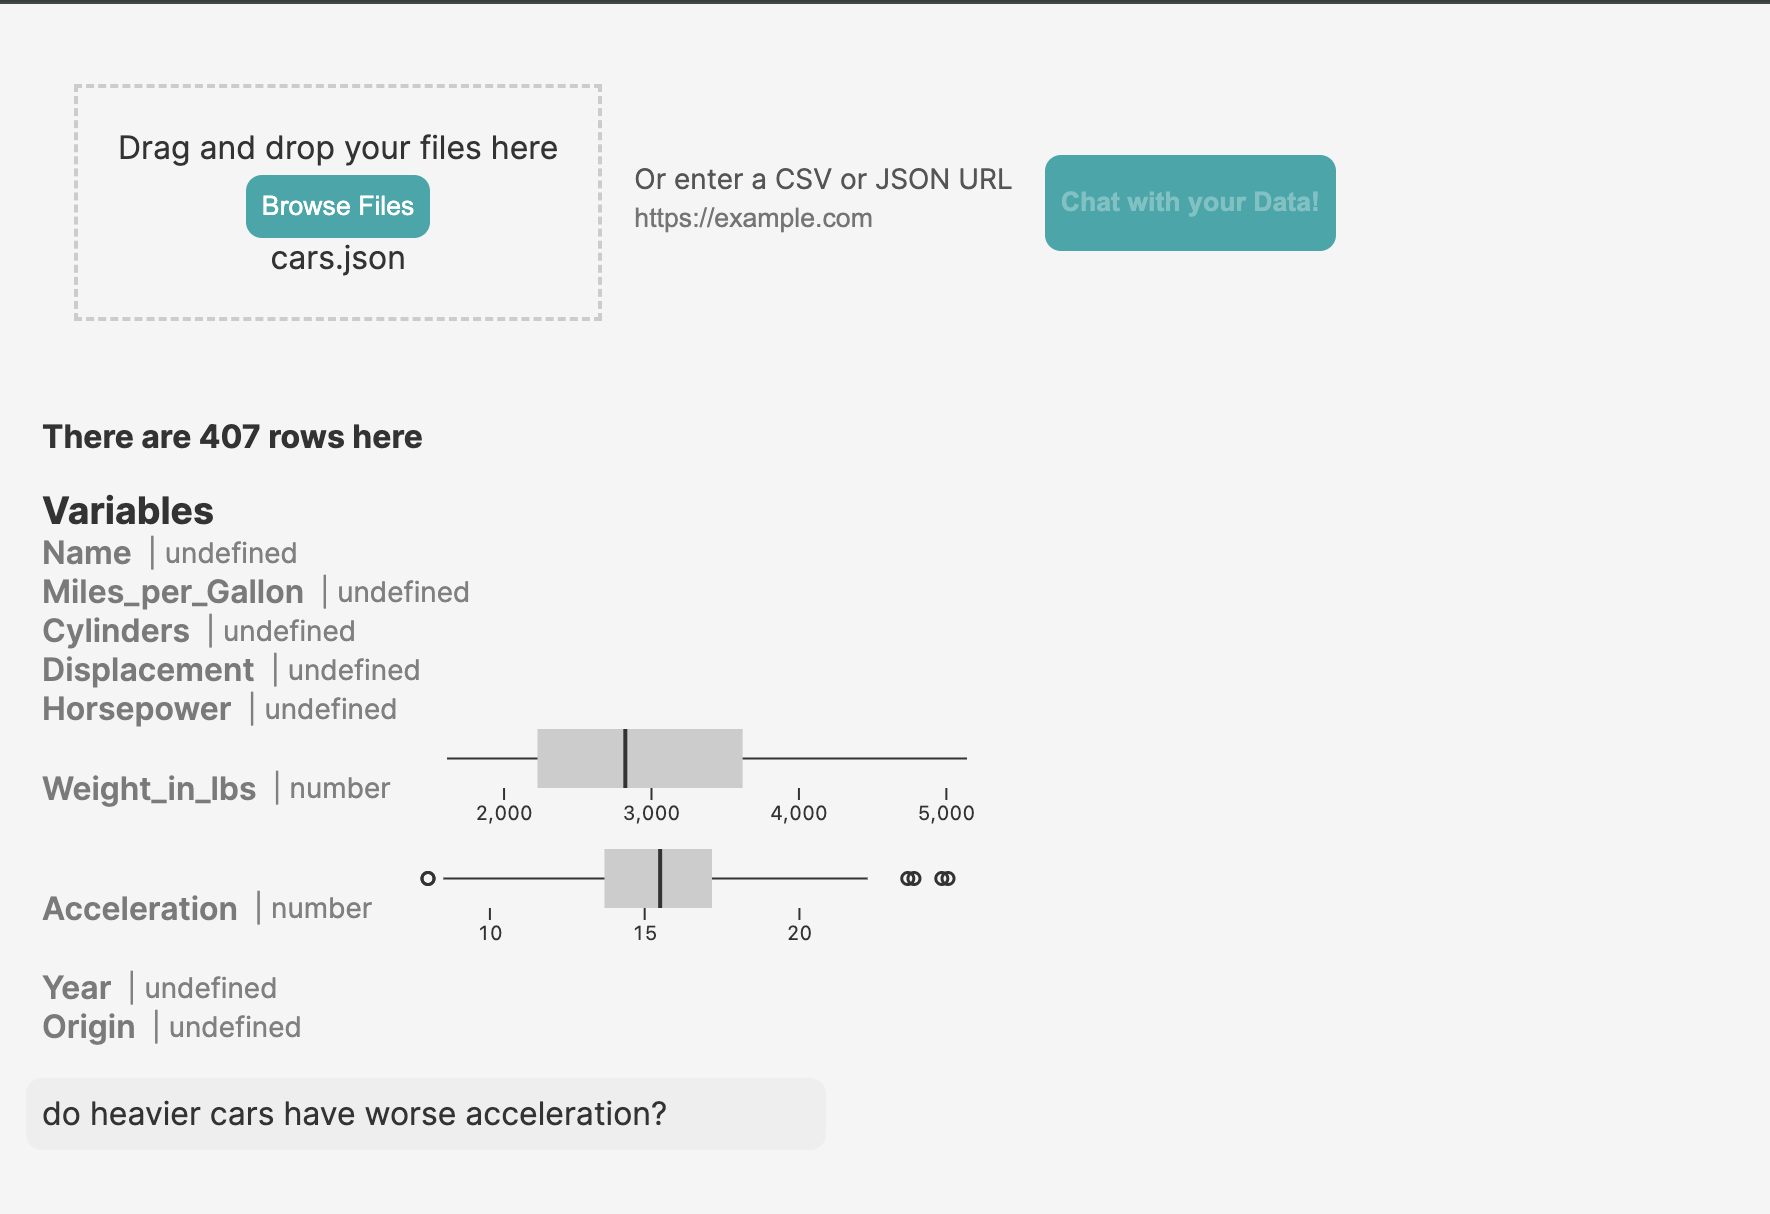 Drag and drop your files here
Browse Files
cars.json
Or enter a CSV or JSON URL
https://example.com
Chat with your Data!
There are 407 rows here
Variables
Name | undefined
Miles_per_Gallon | undefined
Cylinders | undefined
Displacement | undefined
Horsepower | undefined
Weight_in_lbs | number
2,000 3,000 4,000 5,000
Acceleration | number
10 15 20
Year | undefined
Origin | undefined
do heavier cars have worse acceleration?